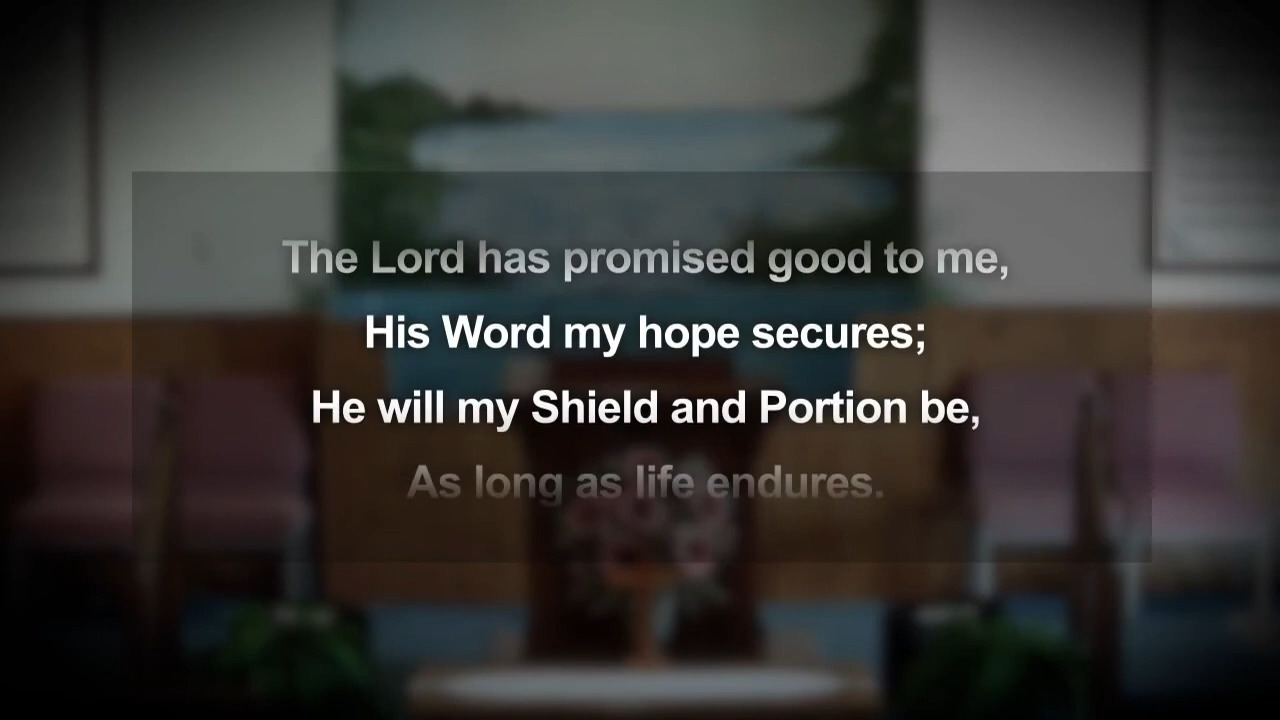 The Lord has promised good to me,
His Word my hope secures;
He will my Shield and Portion be,
As long as life endures.